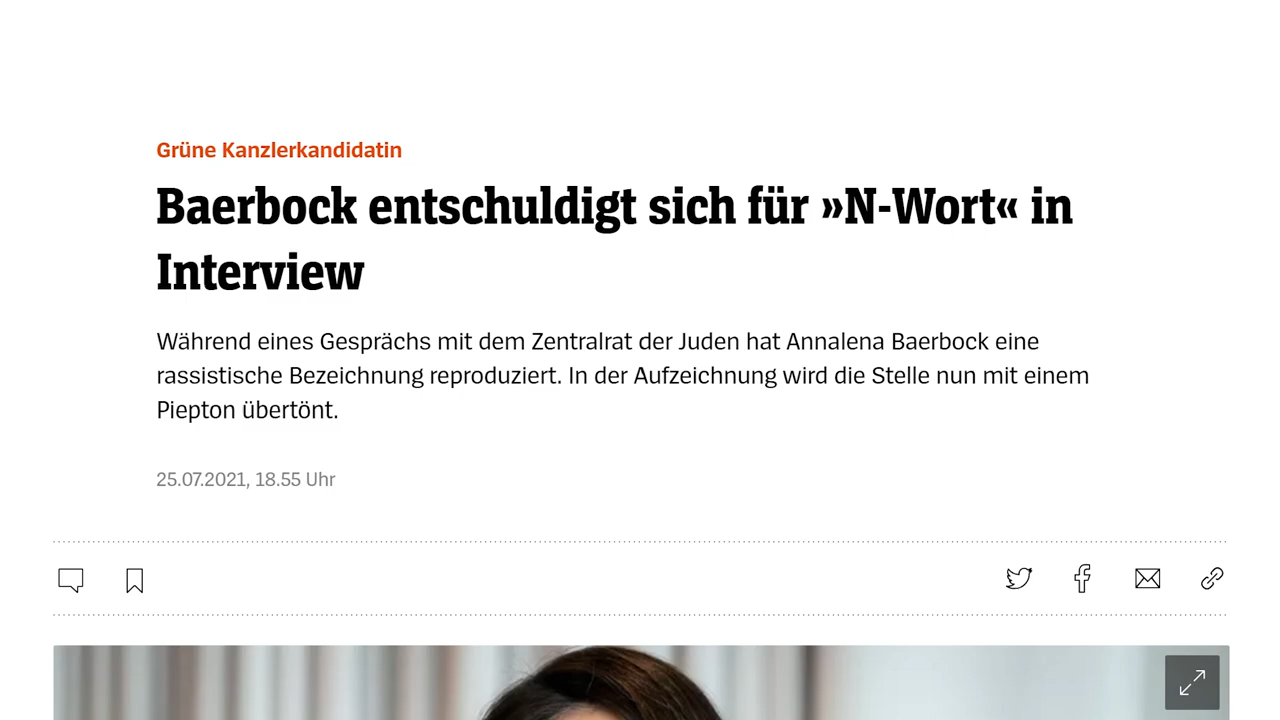 Grüne Kanzlerkandidatin
Baerbock entschuldigt sich für »N-Wort« in
Interview
Während eines Gesprächs mit dem Zentralrat der Juden hat Annalena Baerbock eine
rassistische Bezeichnung reproduziert. In der Aufzeichnung wird die Stelle nun mit einem
Piepton übertönt.
25.07.2021, 18.55 Uhr